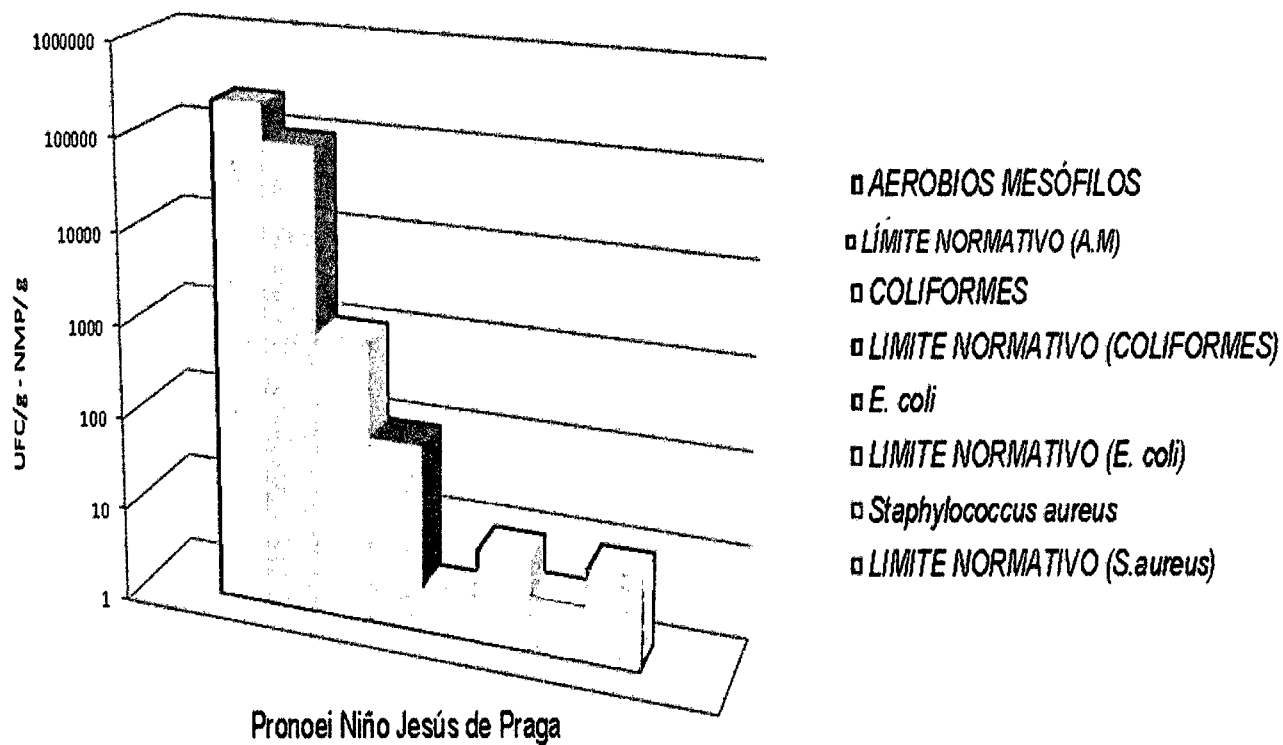 1000000
100000
10000
1000
100
10
1
UFC/g - NMP/g
Pronoei Niño Jesús de Praga
AEROBIOS MESÓFILOS
LÍMITE NORMATIVO (A.M)
COLIFORMES
LIMITE NORMATIVO (COLIFORMES)
E. coli
LIMITE NORMATIVO (E. coli)
Staphylococcus aureus
LIMITE NORMATIVO (S.aureus)